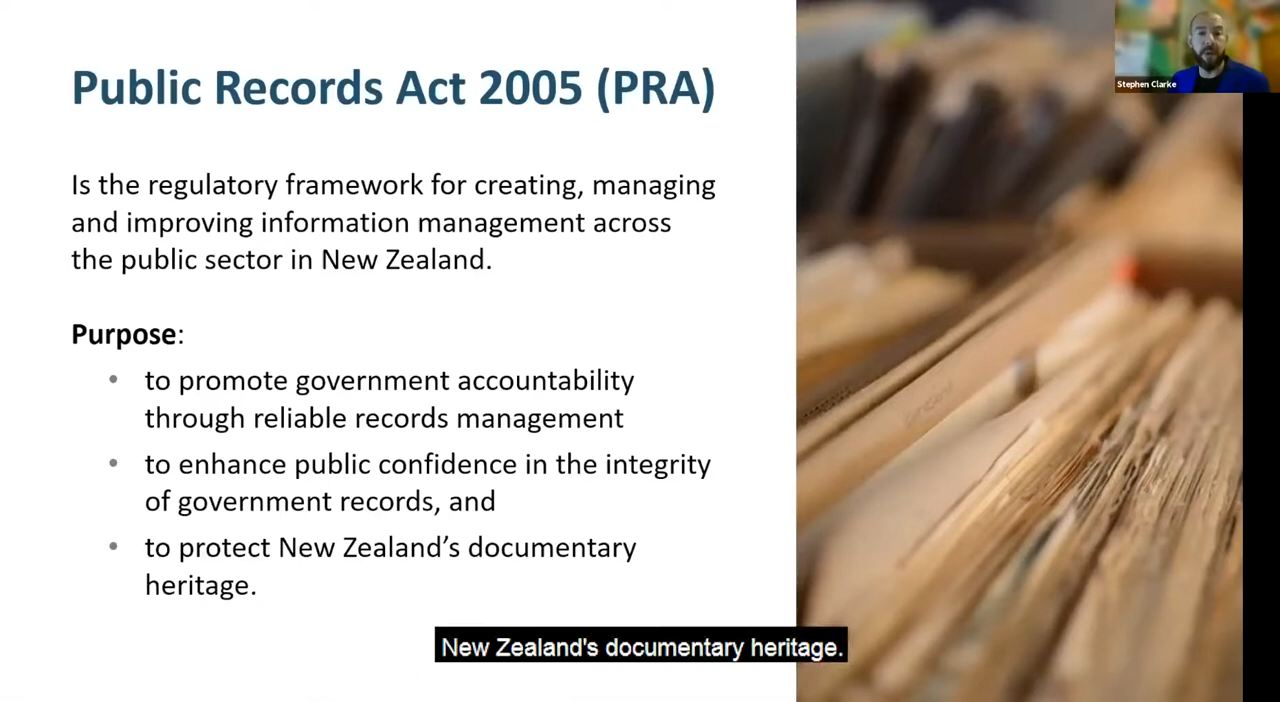 Public Records Act 2005 (PRA)
Stephen Clarke
Is the regulatory framework for creating, managing
and improving information management across
the public sector in New Zealand.
Purpose:
• to promote government accountability
through reliable records management
• to enhance public confidence in the integrity
of government records, and
• to protect New Zealand’s documentary
heritage.
New Zealand's documentary heritage.